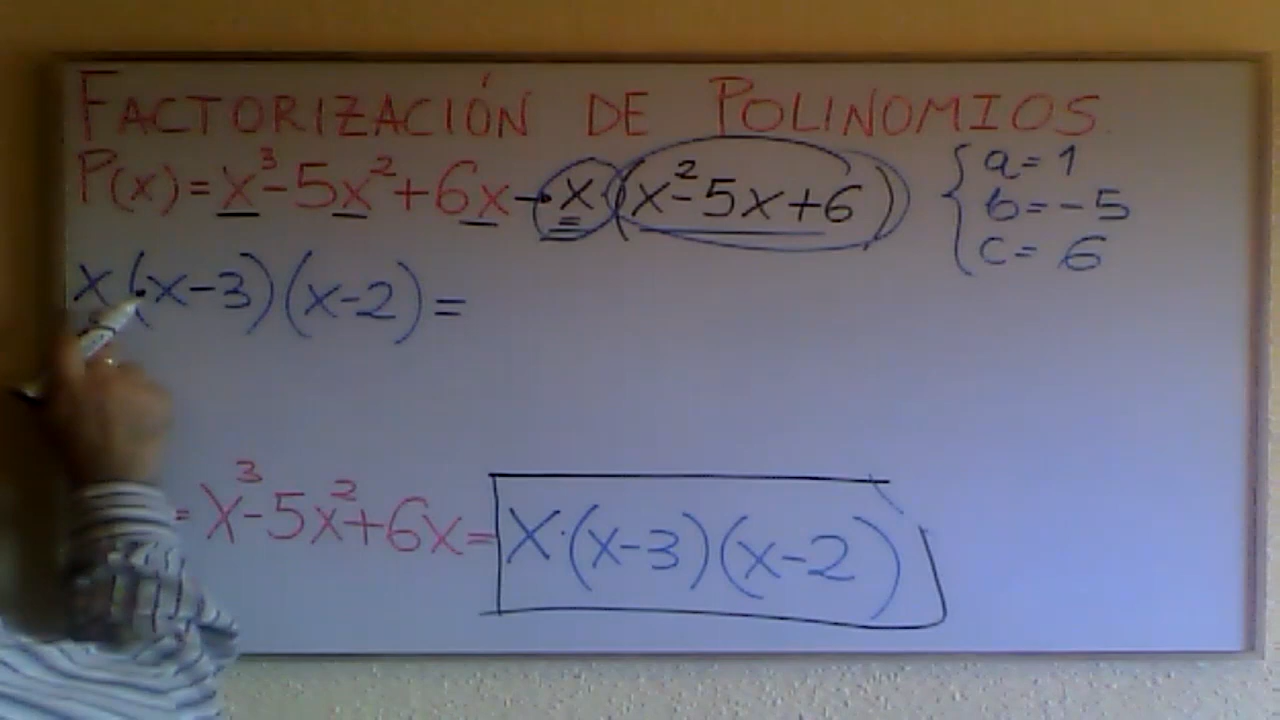 FACTORIZACIÓN DE POLINOMIOS
P(x) = x³-5x²+6x → x·(x²-5x+6)
{ a=1
b=-5
c=6
x·(x-3)(x-2)=
= x³-5x²+6x= x·(x-3)(x-2)